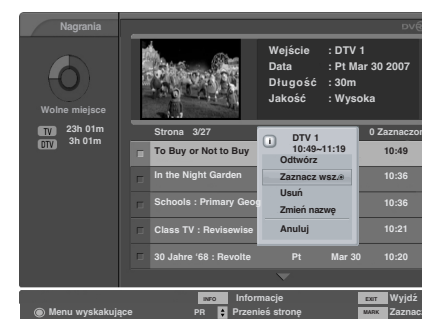 Nagrania
DV
Wejście : DTV 1
Data : Pt Mar 30 2007
Długość : 30m
Jakość : Wysoka
Wolne miejsce
TV 23h 01m
DTV 3h 01m
Strona 3/27
0 Zaznaczon
To Buy or Not to Buy 10:49
In the Night Garden 10:36
Schools : Primary Geog 10:36
Class TV : Revisewise 10:21
30 Jahre '68 : Revolte Pt Mar 30 10:20
i DTV 1
10:49~11:19
Odtwórz
Zaznacz wsz.
Usuń
Zmień nazwę
Anuluj
INFO Informacje EXIT Wyjdź
Menu wyskakujące PR Przenieś stronę MARK Zaznac